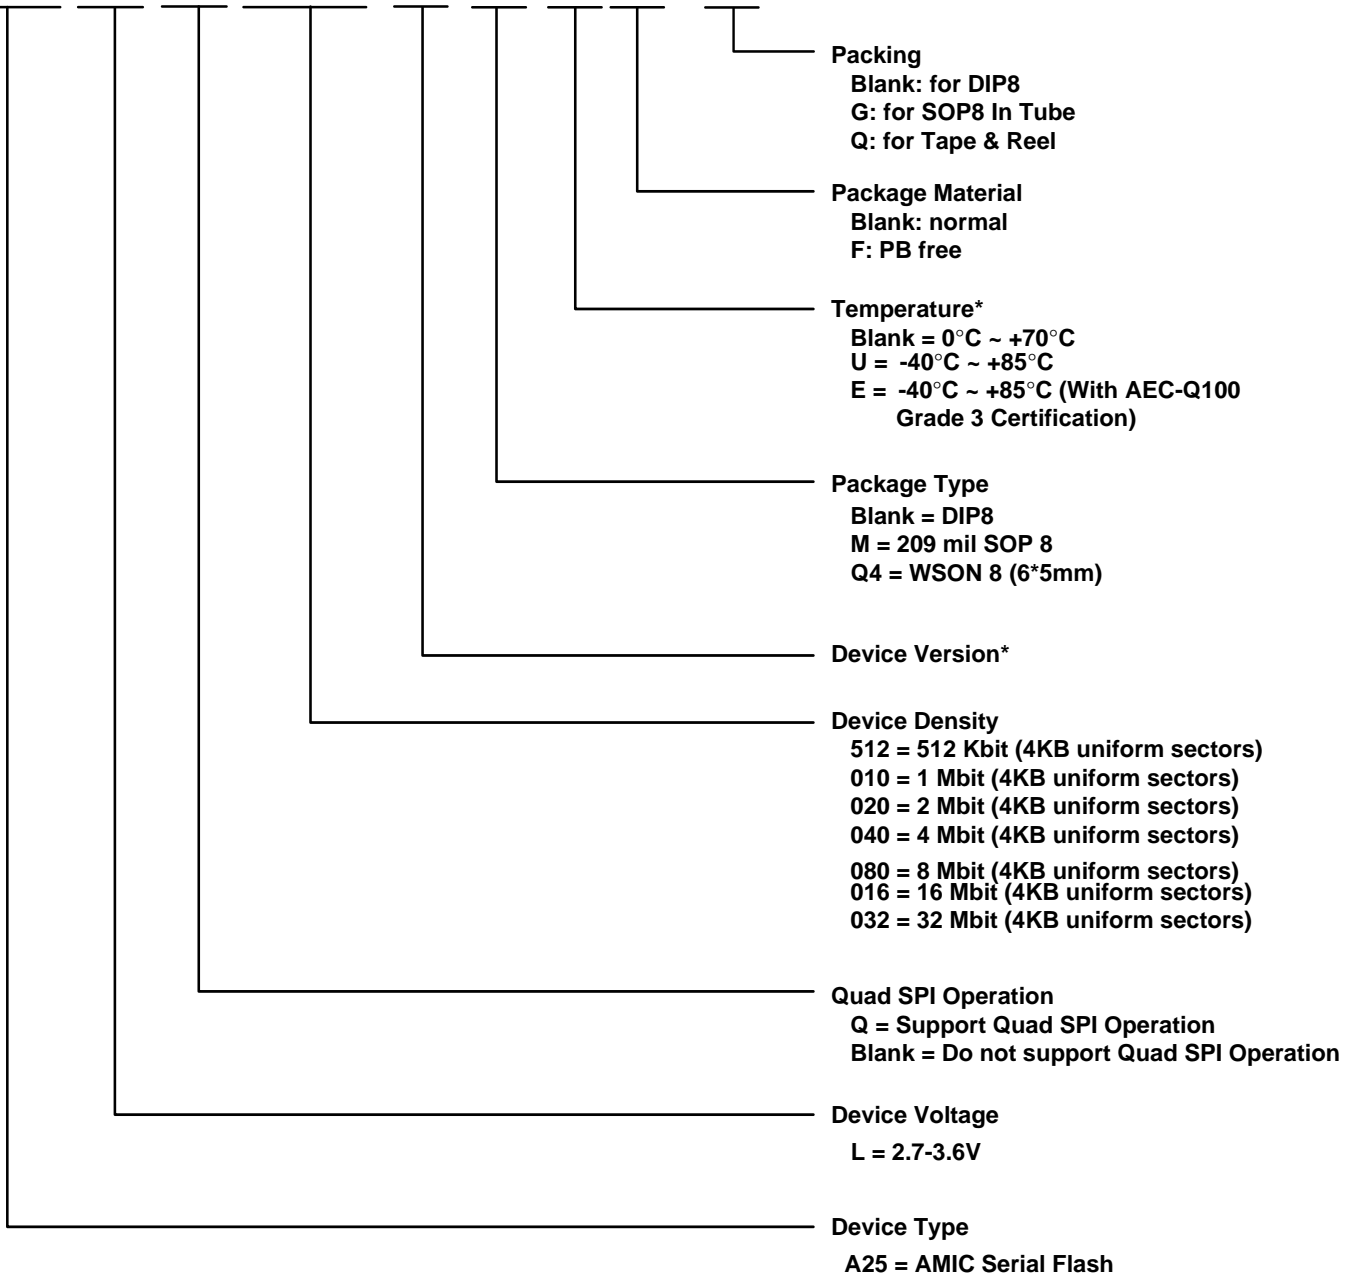 Packing
Blank: for DIP8
G: for SOP8 In Tube
Q: for Tape & Reel
Package Material
Blank: normal
F: PB free
Temperature*
Blank = 0°C ~ +70°C
U = -40°C ~ +85°C
E = -40°C ~ +85°C (With AEC-Q100
Grade 3 Certification)
Package Type
Blank = DIP8
M = 209 mil SOP 8
Q4 = WSON 8 (6*5mm)
Device Version*
Device Density
512 = 512 Kbit (4KB uniform sectors)
010 = 1 Mbit (4KB uniform sectors)
020 = 2 Mbit (4KB uniform sectors)
040 = 4 Mbit (4KB uniform sectors)
080 = 8 Mbit (4KB uniform sectors)
016 = 16 Mbit (4KB uniform sectors)
032 = 32 Mbit (4KB uniform sectors)
Quad SPI Operation
Q = Support Quad SPI Operation
Blank = Do not support Quad SPI Operation
Device Voltage
L = 2.7-3.6V
Device Type
A25 = AMIC Serial Flash